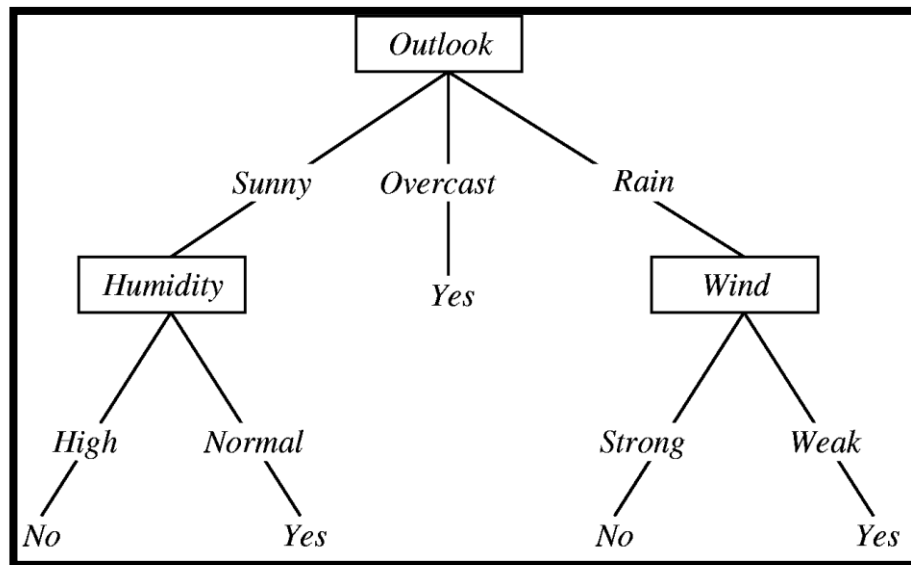 Outlook
Sunny Overcast Rain
Humidity Yes Wind
High Normal Strong Weak
No Yes No Yes